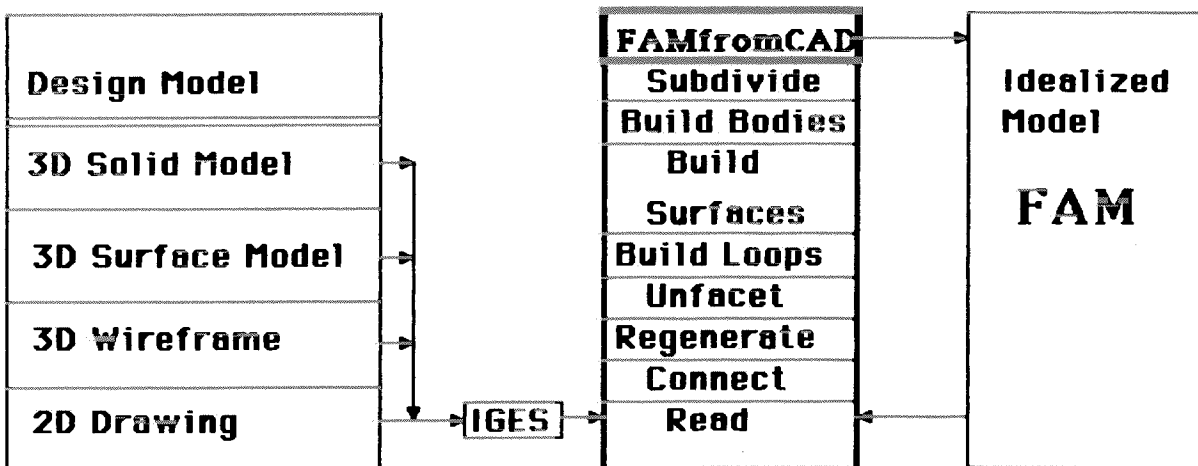 Design Model
3D Solid Model
3D Surface Model
3D Wireframe
2D Drawing
IGES
FAMfromCAD
Subdivide
Build Bodies
Build
Surfaces
Build Loops
Unfacet
Regenerate
Connect
Read
Idealized
Model
FAM